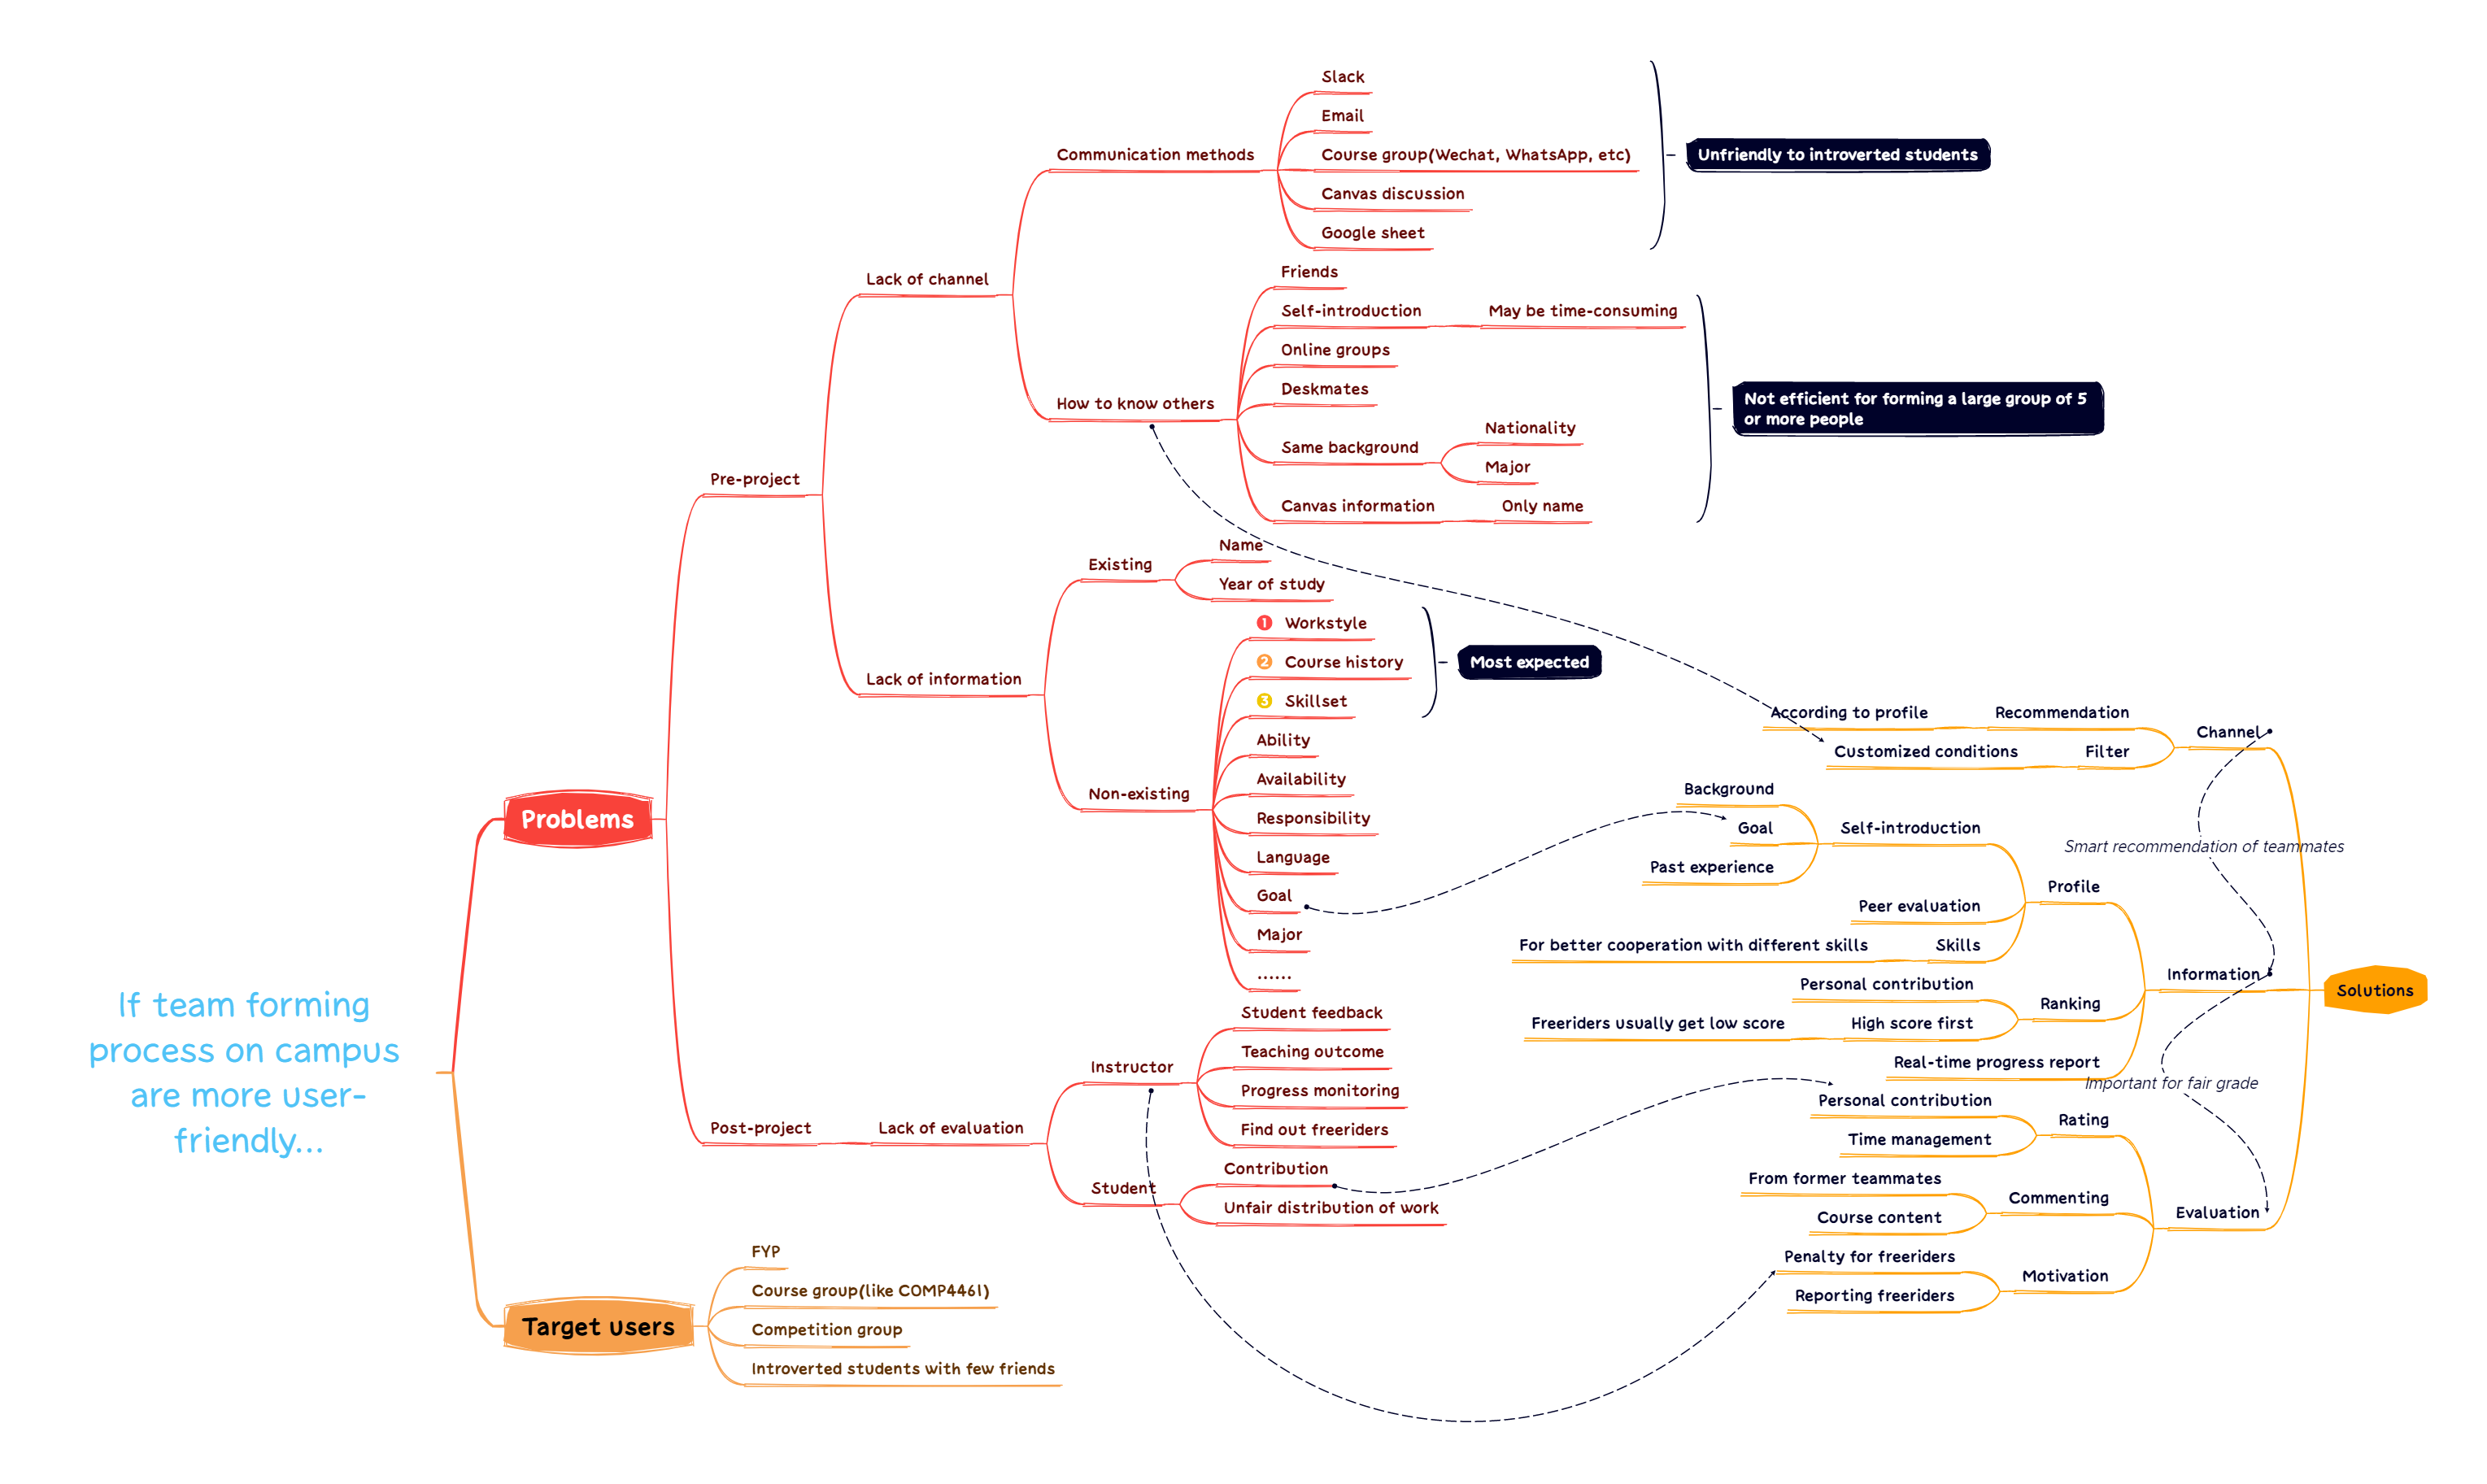 If team forming
process on campus
are more user-
friendly...
Problems
Pre-project
Lack of channel
Communication methods
Slack
Email
Course group(Wechat, WhatsApp, etc)
Canvas discussion
Google sheet
Unfriendly to introverted students
How to know others
Friends
Self-introduction
May be time-consuming
Online groups
Deskmates
Same background
Nationality
Major
Canvas information
Only name
Not efficient for forming a large group of 5
or more people
Lack of information
Existing
Name
Year of study
Non-existing
1 Workstyle
2 Course history
3 Skillset
Most expected
Ability
Availability
Responsibility
Language
Goal
Major
......
Post-project
Lack of evaluation
Instructor
Student feedback
Teaching outcome
Progress monitoring
Find out freeriders
Student
Contribution
Unfair distribution of work
Target users
FYP
Course group(like COMP4461)
Competition group
Introverted students with few friends
Solutions
Channel
Recommendation
According to profile
Filter
Customized conditions
Smart recommendation of teammates
Information
Profile
Self-introduction
Background
Goal
Past experience
Peer evaluation
Skills
For better cooperation with different skills
Ranking
Personal contribution
High score first
Freeriders usually get low score
Real-time progress report
Important for fair grade
Evaluation
Rating
Personal contribution
Time management
Commenting
From former teammates
Course content
Motivation
Penalty for freeriders
Reporting freeriders